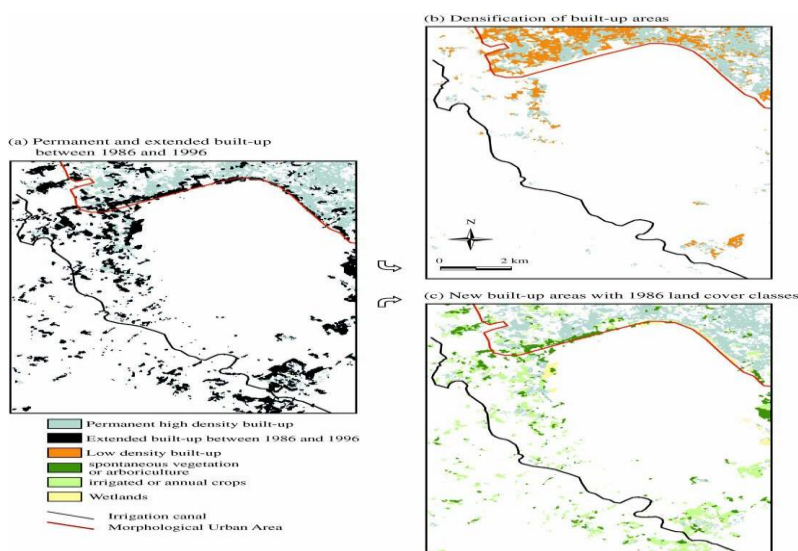 (b) Densification of built-up areas
(a) Permanent and extended built-up
between 1986 and 1996
N
0 2 km
(c) New built-up areas with 1986 land cover classes
Permanent high density built-up
Extended built-up between 1986 and 1996
Low density built-up
spontaneous vegetation
or arboriculture
irrigated or annual crops
Wetlands
Irrigation canal
Morphological Urban Area